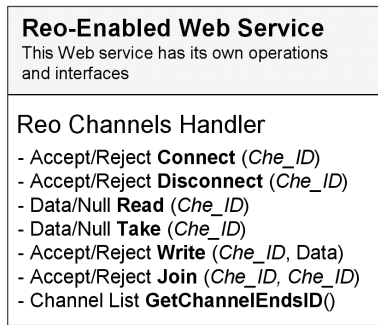 Reo-Enabled Web Service
This Web service has its own operations
and interfaces
Reo Channels Handler
- Accept/Reject Connect (Che_ID)
- Accept/Reject Disconnect (Che_ID)
- Data/Null Read (Che_ID)
- Data/Null Take (Che_ID)
- Accept/Reject Write (Che_ID, Data)
- Accept/Reject Join (Che_ID, Che_ID)
- Channel List GetChannelEndsID()